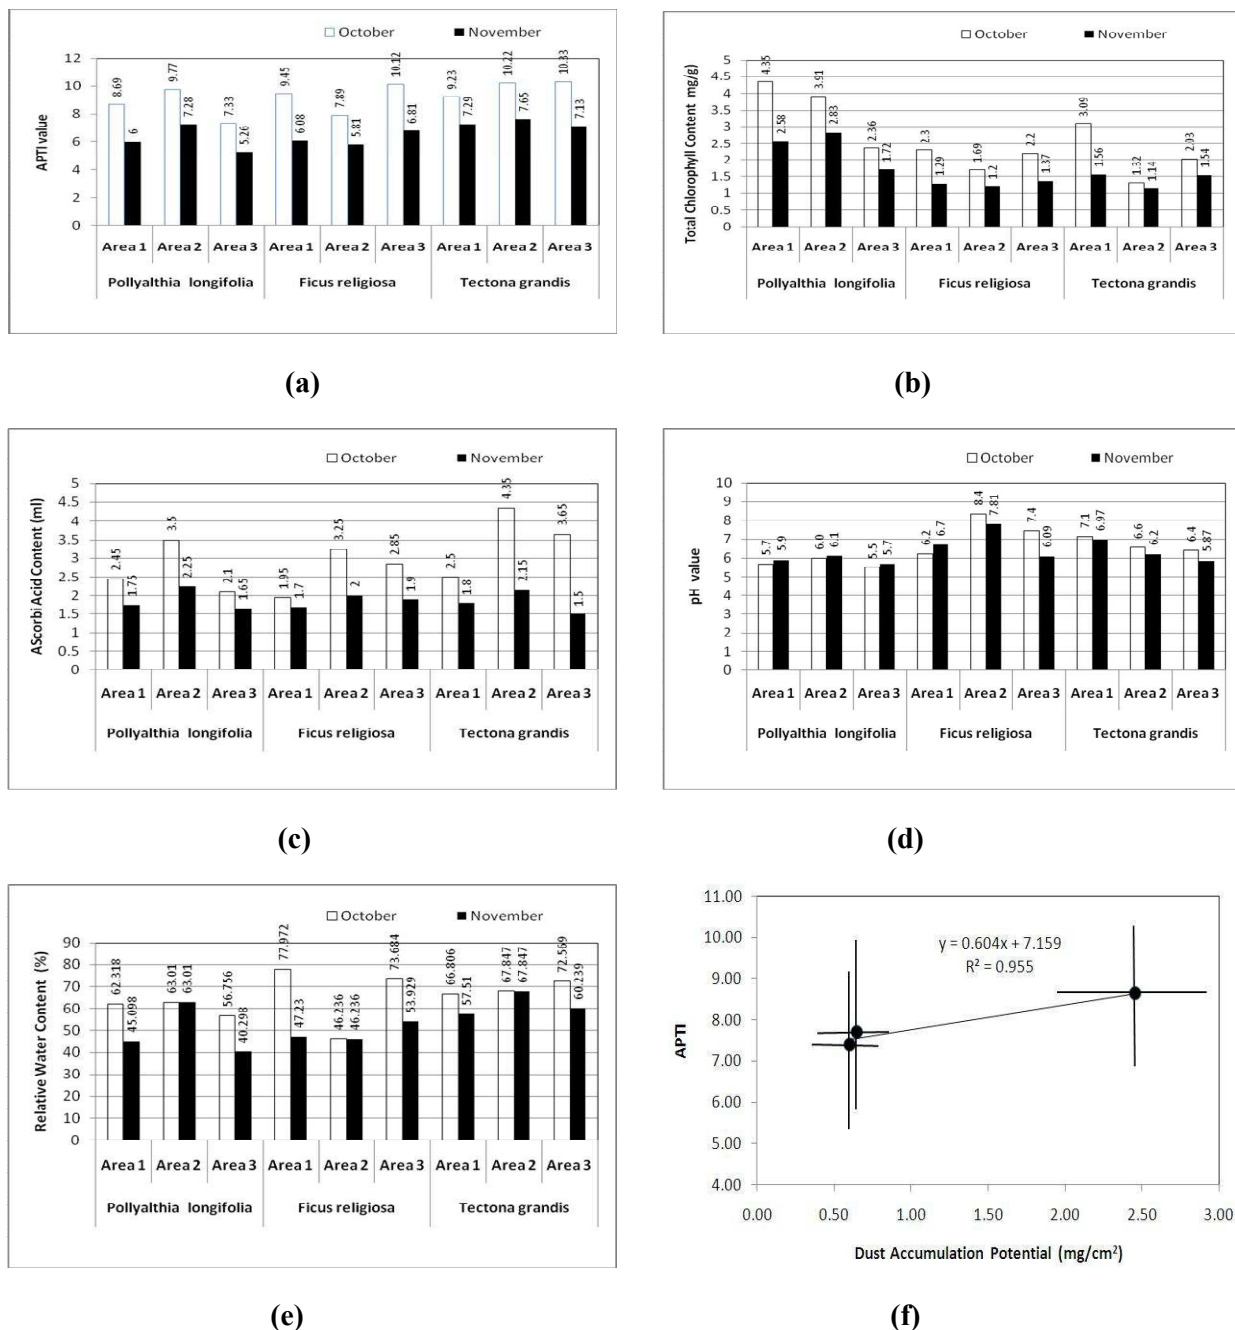 October November
12
10
8
6
4
2
0
APTI value
8.69 6 9.77 7.28 7.33 5.26 9.45 6.08 7.89 5.81 10.12 6.81 9.23 7.29 10.22 7.65 10.33 7.13
Area 1 Area 2 Area 3 Area 1 Area 2 Area 3 Area 1 Area 2 Area 3
Pollyalthia longifolia Ficus religiosa Tectona grandis
(a)
October November
5
4.5
4
3.5
3
2.5
2
1.5
1
0.5
0
Total Chlorophyll Content mg/g
4.35 2.58 3.91 2.83 2.36 1.72 2.3 1.29 1.69 1.2 2.2 1.37 3.09 1.56 1.32 1.14 2.03 1.54
Area 1 Area 2 Area 3 Area 1 Area 2 Area 3 Area 1 Area 2 Area 3
Pollyalthia longifolia Ficus religiosa Tectona grandis
(b)
October November
5
4.5
4
3.5
3
2.5
2
1.5
1
0.5
0
AScorbi Acid Content (ml)
2.45 1.75 3.5 2.25 2.1 1.65 1.95 1.7 3.25 2 2.85 1.9 2.5 1.8 4.35 2.15 3.65 1.5
Area 1 Area 2 Area 3 Area 1 Area 2 Area 3 Area 1 Area 2 Area 3
Pollyalthia longifolia Ficus religiosa Tectona grandis
(c)
October November
10
9
8
7
6
5
4
3
2
1
0
pH value
5.7 5.9 6.0 6.1 5.5 5.7 6.2 6.7 8.4 7.81 7.4 6.09 7.1 6.97 6.6 6.2 6.4 5.87
Area 1 Area 2 Area 3 Area 1 Area 2 Area 3 Area 1 Area 2 Area 3
Pollyalthia longifolia Ficus religiosa Tectona grandis
(d)
October November
90
80
70
60
50
40
30
20
10
0
Relative Water Content (%)
62.318 45.098 63.01 63.01 56.756 40.298 77.972 47.23 46.236 46.236 73.684 53.929 66.806 57.51 67.847 67.847 72.569 60.239
Area 1 Area 2 Area 3 Area 1 Area 2 Area 3 Area 1 Area 2 Area 3
Pollyalthia longifolia Ficus religiosa Tectona grandis
(e)
11.00
10.00
9.00
8.00
7.00
6.00
5.00
4.00
APTI
y = 0.604x + 7.159
R² = 0.955
0.00 0.50 1.00 1.50 2.00 2.50 3.00
Dust Accumulation Potential (mg/cm²)
(f)